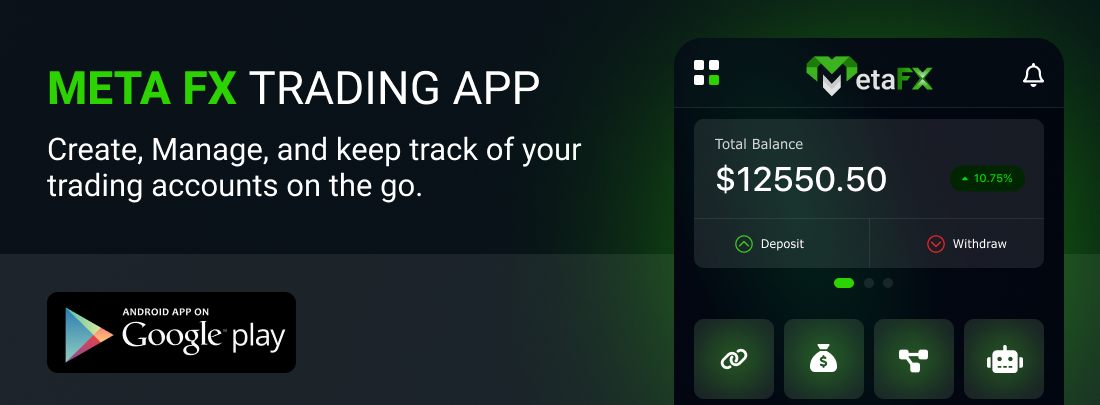 META FX TRADING APP
Create, Manage, and keep track of your
trading accounts on the go.
ANDROID APP ON
Google™ play
MetaFX
Total Balance
$12550.50
10.75%
Deposit
Withdraw
$